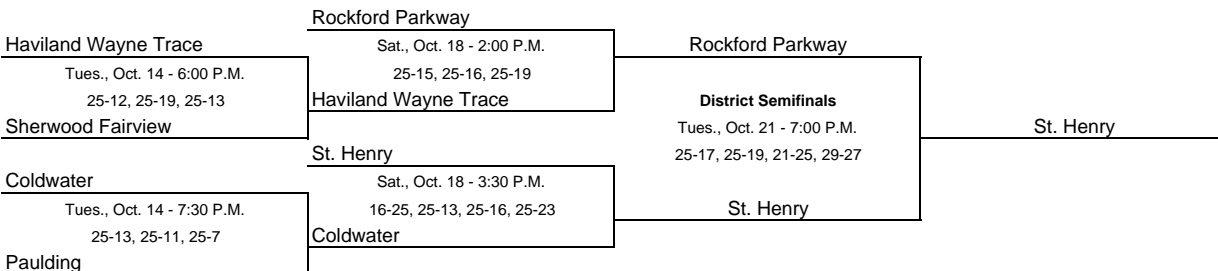 Rockford Parkway
Haviland Wayne Trace
Sat., Oct. 18 - 2:00 P.M.
Rockford Parkway
Tues., Oct. 14 - 6:00 P.M.
25-15, 25-16, 25-19
25-12, 25-19, 25-13
Haviland Wayne Trace
District Semifinals
Sherwood Fairview
Tues., Oct. 21 - 7:00 P.M.
St. Henry
St. Henry
25-17, 25-19, 21-25, 29-27
Coldwater
Sat., Oct. 18 - 3:30 P.M.
Tues., Oct. 14 - 7:30 P.M.
16-25, 25-13, 25-16, 25-23
St. Henry
25-13, 25-11, 25-7
Coldwater
Paulding